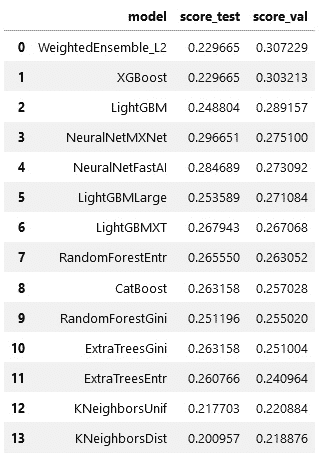 model score_test score_val
0 WeightedEnsemble_L2 0.229665 0.307229
1 XGBoost 0.229665 0.303213
2 LightGBM 0.248804 0.289157
3 NeuralNetMXNet 0.296651 0.275100
4 NeuralNetFastAI 0.284689 0.273092
5 LightGBMLarge 0.253589 0.271084
6 LightGBMXT 0.267943 0.267068
7 RandomForestEntr 0.265550 0.263052
8 CatBoost 0.263158 0.257028
9 RandomForestGini 0.251196 0.255020
10 ExtraTreesGini 0.263158 0.251004
11 ExtraTreesEntr 0.260766 0.240964
12 KNeighborsUnif 0.217703 0.220884
13 KNeighborsDist 0.200957 0.218876